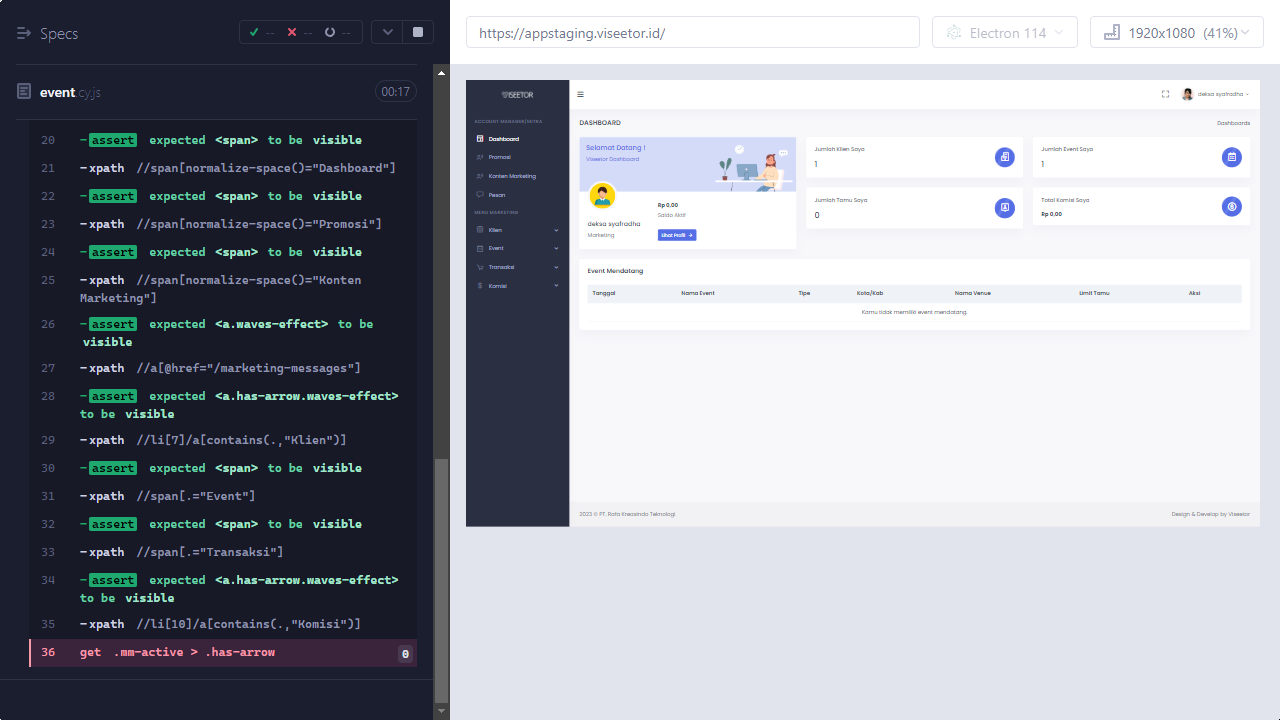 Specs
--
--
--
https://appstaging.viseetor.id/
Electron 114
1920x1080 (41%)
event.cy.js
00:17
20 -assert expected <span> to be visible
21 -xpath //span[normalize-space()="Dashboard"]
22 -assert expected <span> to be visible
23 -xpath //span[normalize-space()="Promosi"]
24 -assert expected <span> to be visible
25 -xpath //span[normalize-space()="Konten
Marketing"]
26 -assert expected <a.waves-effect> to be
visible
27 -xpath //a[@href="/marketing-messages"]
28 -assert expected <a.has-arrow.waves-effect>
to be visible
29 -xpath //li[7]/a[contains(.,"Klien")]
30 -assert expected <span> to be visible
31 -xpath //span[.="Event"]
32 -assert expected <span> to be visible
33 -xpath //span[.="Transaksi"]
34 -assert expected <a.has-arrow.waves-effect>
to be visible
35 -xpath //li[10]/a[contains(.,"Komisi")]
36 get .mm-active > .has-arrow 0
VISEETOR
ACCOUNT MANAGER/MITRA
Dashboard
Promosi
Konten Marketing
Pesan
MENU MARKETING
Klien
Event
Transaksi
Komisi
deksa syafradha
DASHBOARD
Dashboards
Selamat Datang !
Viseetor Dashboard
deksa syafradha
Marketing
Rp 0,00
Saldo Aktif
Lihat Profil →
Jumlah Klien Saya
1
Jumlah Event Saya
1
Jumlah Tamu Saya
0
Total Komisi Saya
Rp 0,00
Event Mendatang
Tanggal Nama Event Tipe Kota/Kab Nama Venue Limit Tamu Aksi
Kamu tidak memiliki event mendatang.
2023 © PT. Rata Kreasindo Teknologi
Design & Develop by Viseetor